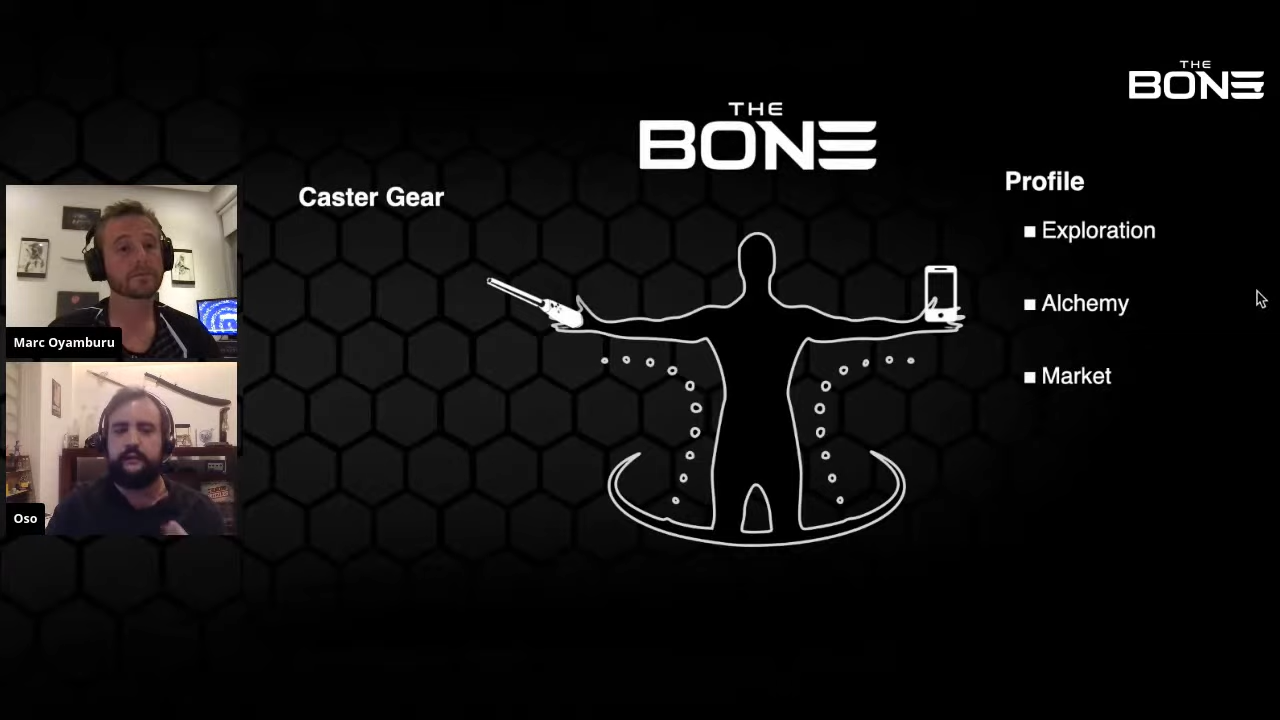 THE
BONE
THE
BONE
Caster Gear
Profile
▪ Exploration
▪ Alchemy
▪ Market
Marc Oyamburu
Oso